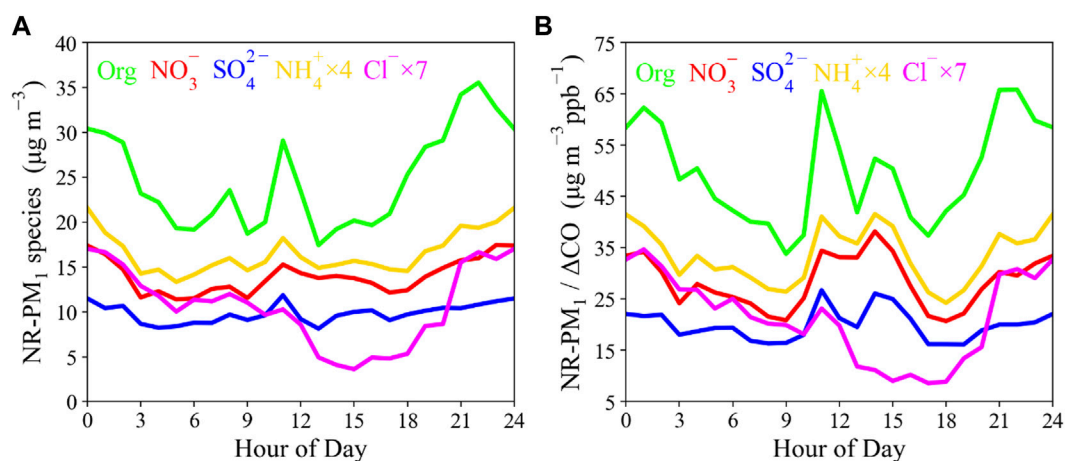 A
NR-PM₁ species (µg m⁻³)
40
35
30
25
20
15
10
5
0
Org NO₃⁻ SO₄²⁻ NH₄⁺×4 Cl⁻×7
0 3 6 9 12 15 18 21 24
Hour of Day
B
NR-PM₁ / ΔCO (µg m⁻³ ppb⁻¹)
75
65
55
45
35
25
15
5
Org NO₃⁻ SO₄²⁻ NH₄⁺×4 Cl⁻×7
0 3 6 9 12 15 18 21 24
Hour of Day